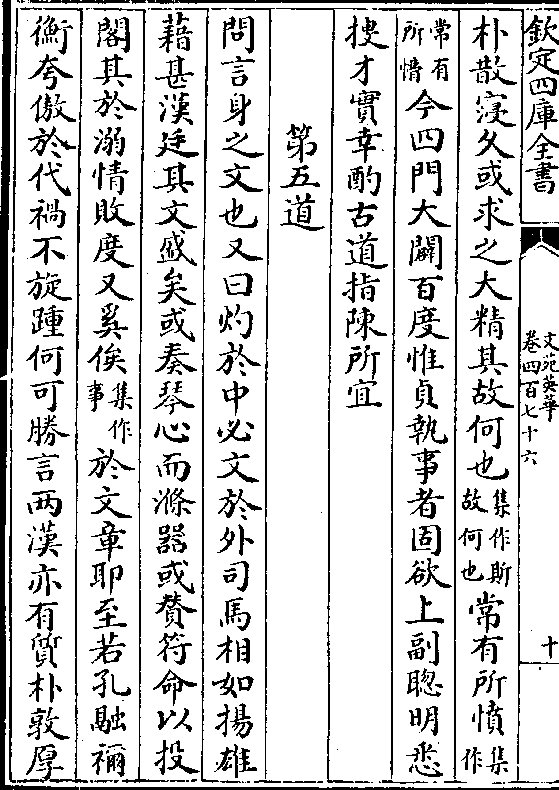 欽定四庫全書
文苑英華
卷四百七十六
十
朴散寖久或求之大精其故何也集作斯故何也常有所憤集作
常有所惰今四門大闢百度惟貞執事者固欲上副聰明悉
搜才實幸酌古道指陳所宜
第五道
問言身之文也又曰灼於中必文於外司馬相如揚雄
藉甚漢廷其文盛矣或奏琴心而滌器或贊符命以投
閣其於溺情敗度又奚俟集作事於文章耶至若孔融禰
衡夸傲於代禍不旋踵何可勝言兩漢亦有質朴敦厚